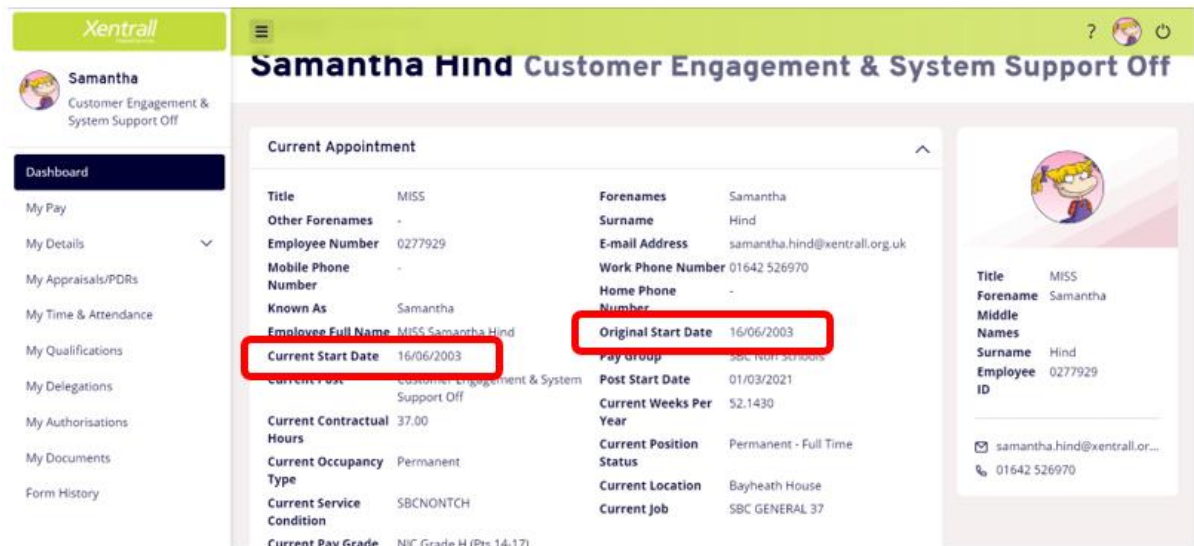 Xentrall
?
Samantha
Customer Engagement &
System Support Off
Dashboard
My Pay
My Details
My Appraisals/PDRs
My Time & Attendance
My Qualifications
My Delegations
My Authorisations
My Documents
Form History
Samantha Hind Customer Engagement & System Support Off
Current Appointment
Title MISS
Other Forenames -
Employee Number 0277929
Mobile Phone -
Number
Known As Samantha
Employee Full Name MISS Samantha Hind
Current Start Date 16/06/2003
Current Post Customer Engagement & System
Support Off
Current Contractual 37.00
Hours
Current Occupancy Permanent
Type
Current Service SBCNONTCH
Condition
Current Pay Grade NJC Grade H (Pts 14-17)
Forenames Samantha
Surname Hind
E-mail Address samantha.hind@xentrall.org.uk
Work Phone Number 01642 526970
Home Phone -
Number
Original Start Date 16/06/2003
Pay Group SBC Non Schools
Post Start Date 01/03/2021
Current Weeks Per 52.1430
Year
Current Position Permanent - Full Time
Status
Current Location Bayheath House
Current Job SBC GENERAL 37
Title MISS
Forename Samantha
Middle
Names
Surname Hind
Employee 0277929
ID
samantha.hind@xentrall.or...
01642 526970